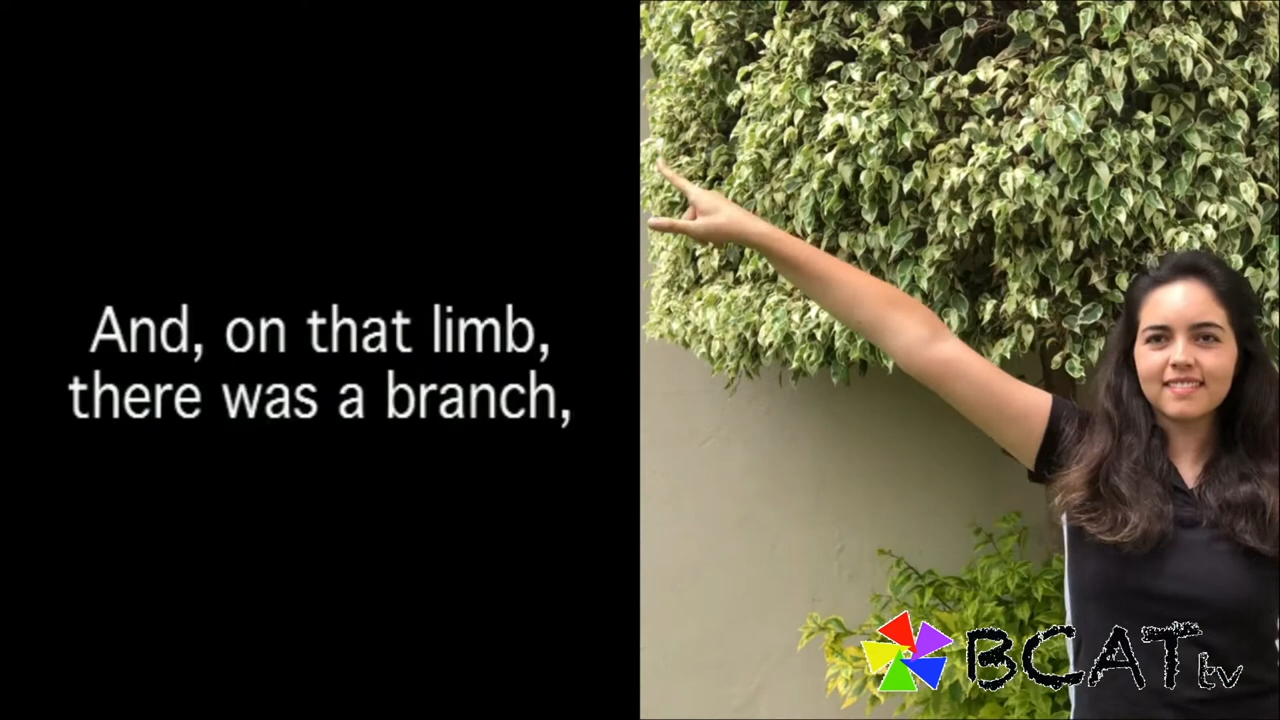 And, on that limb,
there was a branch,
BCAT tv